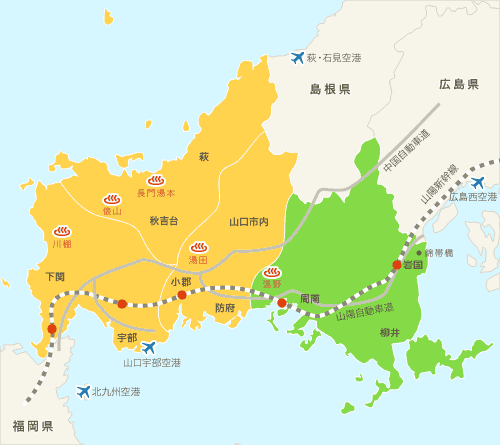 萩・石見空港
島根県
広島県
中国自動車道
山陽新幹線
広島西空港
萩
長門湯本
俵山
秋吉台
山口市内
川棚
湯田
錦帯橋
岩国
下関
小郡
湯野
周南
防府
山陽自動車道
宇部
柳井
山口宇部空港
北九州空港
福岡県